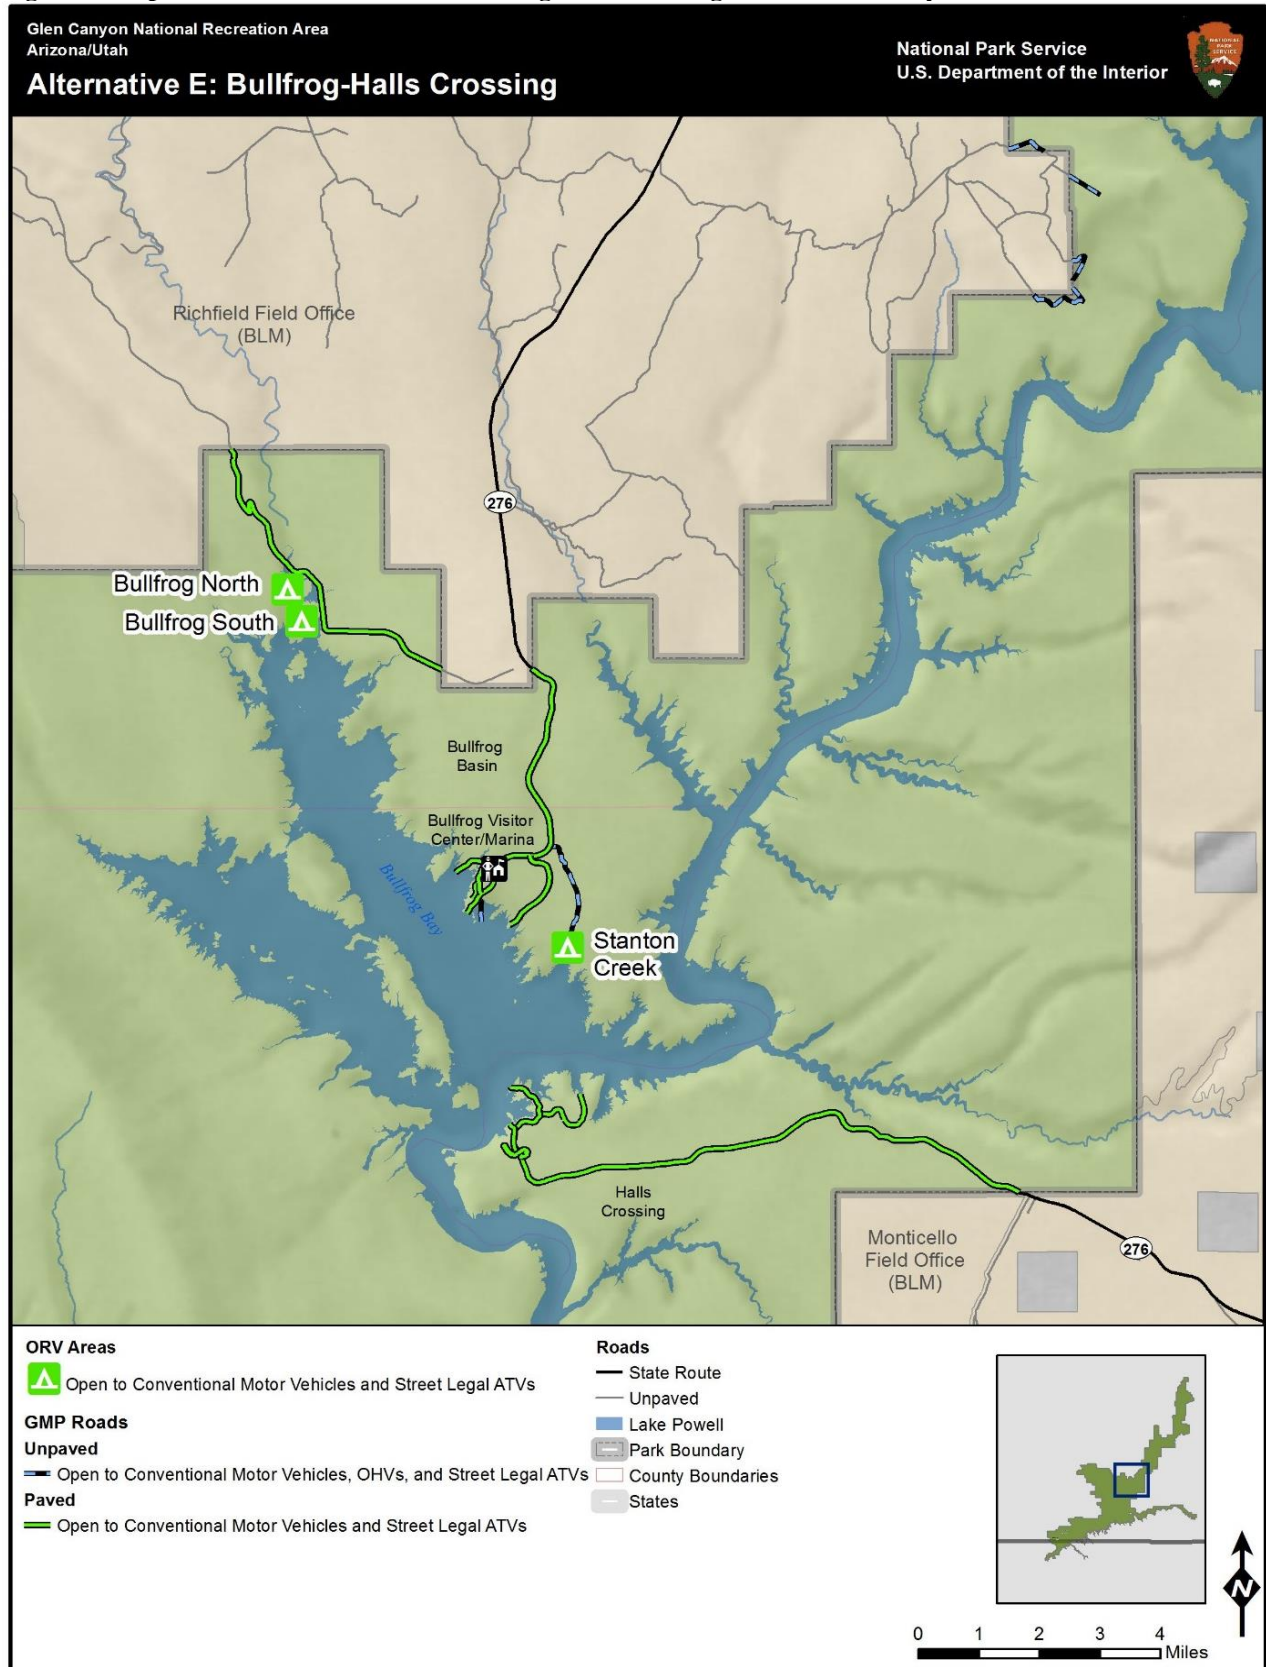 Glen Canyon National Recreation Area
Arizona/Utah
Alternative E: Bullfrog-Halls Crossing
National Park Service
U.S. Department of the Interior
NATIONAL
PARK
SERVICE
Richfield Field Office
(BLM)
276
Bullfrog North
Bullfrog South
Bullfrog
Basin
Bullfrog Visitor
Center/Marina
Bullfrog Bay
Stanton
Creek
Halls
Crossing
Monticello
Field Office
(BLM)
276
ORV Areas
Open to Conventional Motor Vehicles and Street Legal ATVs
GMP Roads
Unpaved
Open to Conventional Motor Vehicles, OHVs, and Street Legal ATVs
Paved
Open to Conventional Motor Vehicles and Street Legal ATVs
Roads
State Route
Unpaved
Lake Powell
Park Boundary
County Boundaries
States
N
0 1 2 3 4
Miles